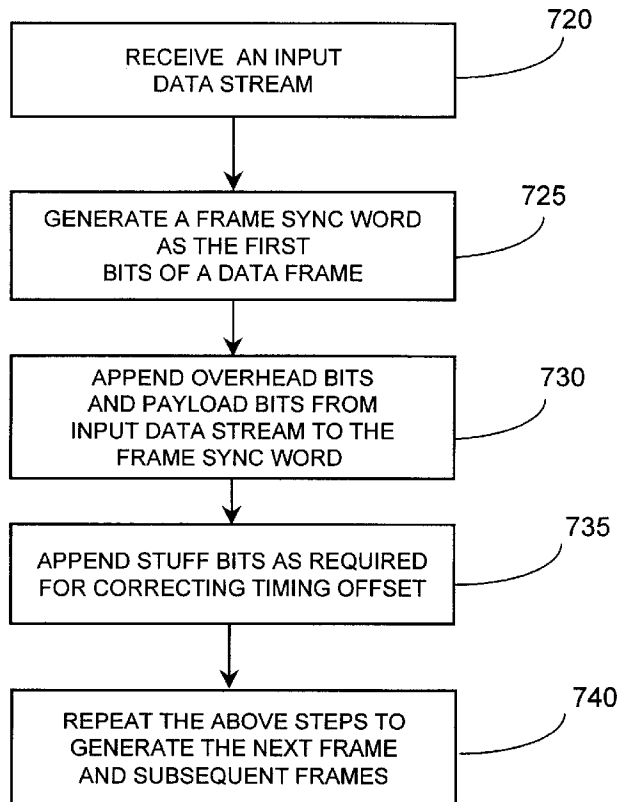 RECEIVE AN INPUT
DATA STREAM
720
GENERATE A FRAME SYNC WORD
AS THE FIRST
BITS OF A DATA FRAME
725
APPEND OVERHEAD BITS
AND PAYLOAD BITS FROM
INPUT DATA STREAM TO THE
FRAME SYNC WORD
730
APPEND STUFF BITS AS REQUIRED
FOR CORRECTING TIMING OFFSET
735
REPEAT THE ABOVE STEPS TO
GENERATE THE NEXT FRAME
AND SUBSEQUENT FRAMES
740